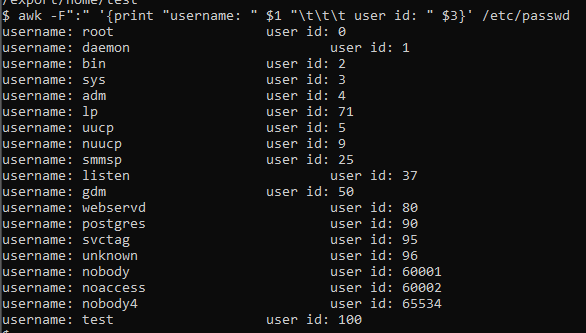 /export/home/test
$ awk -F":" '{print "username: " $1 "\t\t\t user id: " $3}' /etc/passwd
username: root			 user id: 0
username: daemon			 user id: 1
username: bin			 user id: 2
username: sys			 user id: 3
username: adm			 user id: 4
username: lp			 user id: 71
username: uucp			 user id: 5
username: nuucp			 user id: 9
username: smmsp			 user id: 25
username: listen			 user id: 37
username: gdm			 user id: 50
username: webservd			 user id: 80
username: postgres			 user id: 90
username: svctag			 user id: 95
username: unknown			 user id: 96
username: nobody			 user id: 60001
username: noaccess			 user id: 60002
username: nobody4			 user id: 65534
username: test			 user id: 100
$